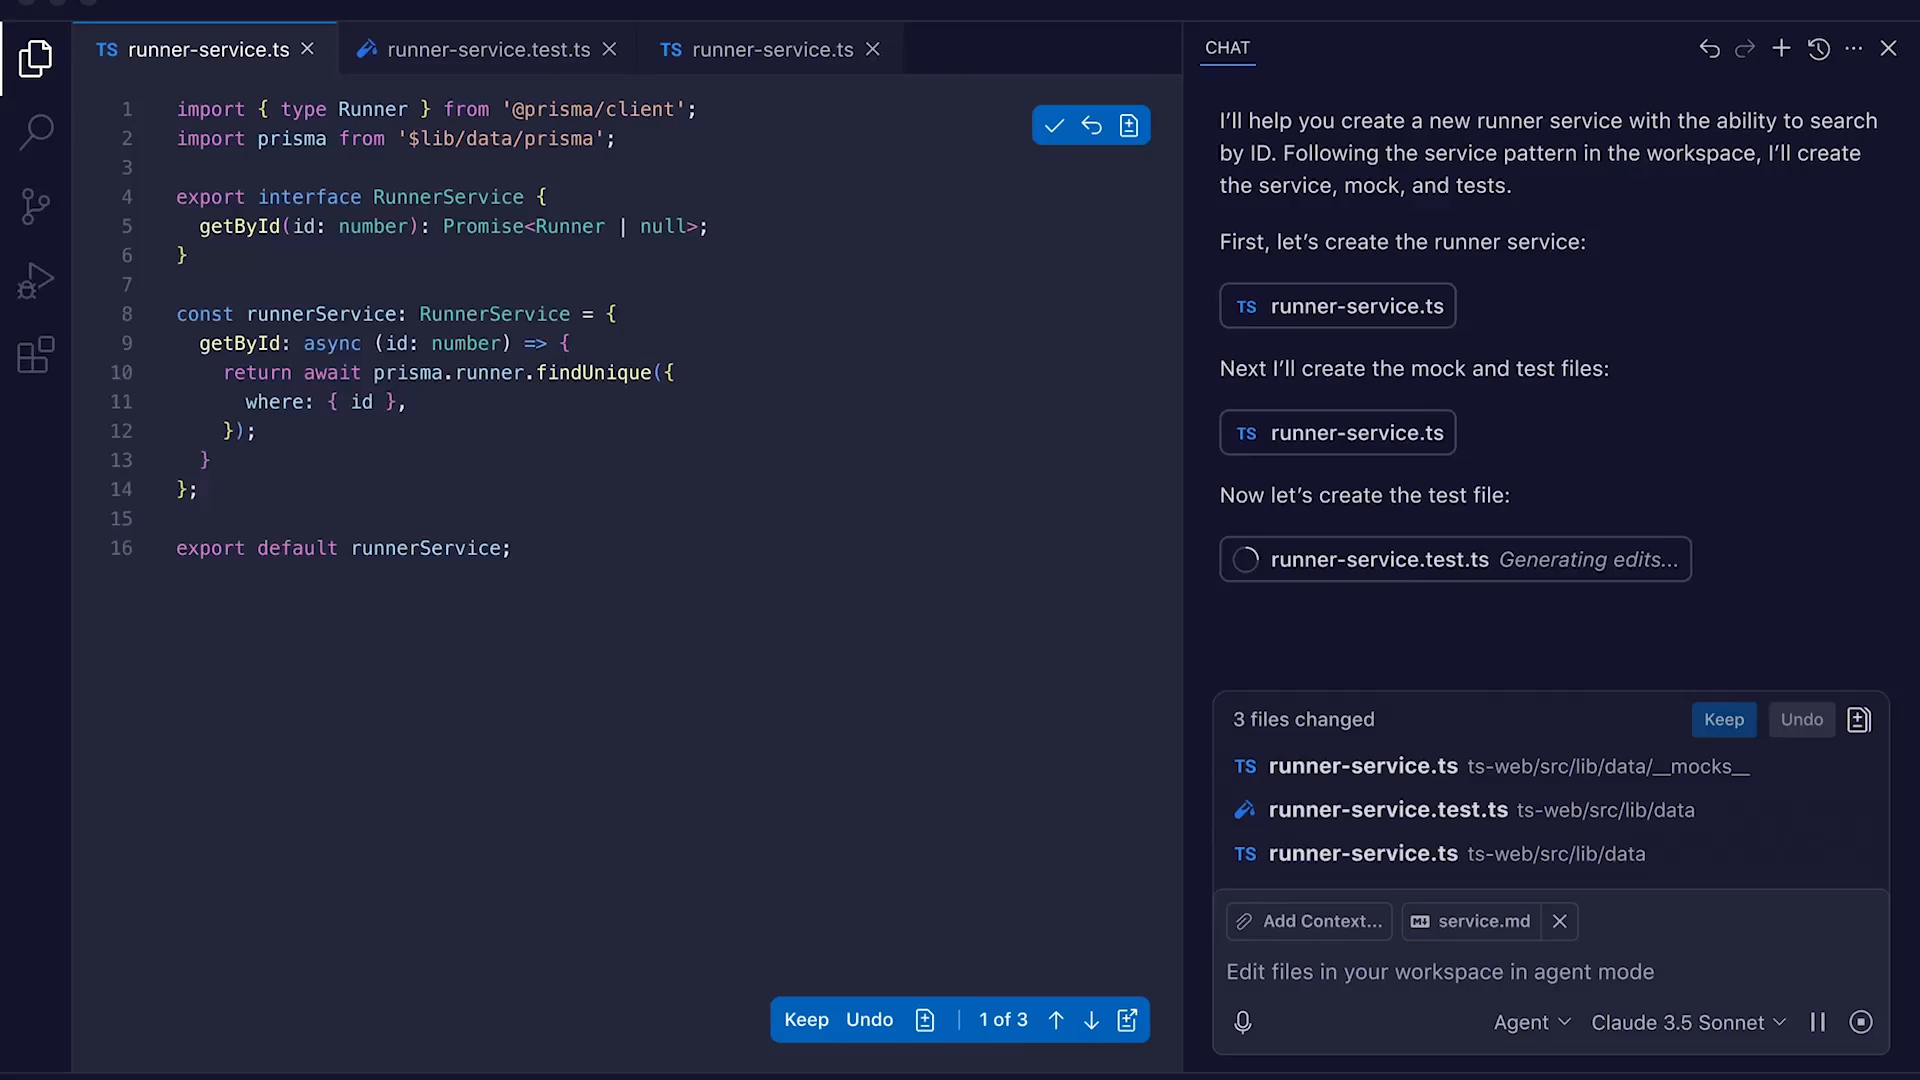 TS runner-service.ts
runner-service.test.ts
TS runner-service.ts
1 import { type Runner } from '@prisma/client';
2 import prisma from '$lib/data/prisma';
3
4 export interface RunnerService {
5 getById(id: number): Promise<Runner | null>;
6 }
7
8 const runnerService: RunnerService = {
9 getById: async (id: number) => {
10 return await prisma.runner.findUnique({
11 where: { id },
12 });
13 }
14 };
15
16 export default runnerService;
Keep Undo 1 of 3
CHAT
I’ll help you create a new runner service with the ability to search
by ID. Following the service pattern in the workspace, I’ll create
the service, mock, and tests.
First, let’s create the runner service:
TS runner-service.ts
Next I’ll create the mock and test files:
TS runner-service.ts
Now let’s create the test file:
runner-service.test.ts Generating edits...
3 files changed Keep Undo
TS runner-service.ts ts-web/src/lib/data/__mocks__
runner-service.test.ts ts-web/src/lib/data
TS runner-service.ts ts-web/src/lib/data
Add Context... service.md
Edit files in your workspace in agent mode
Agent Claude 3.5 Sonnet